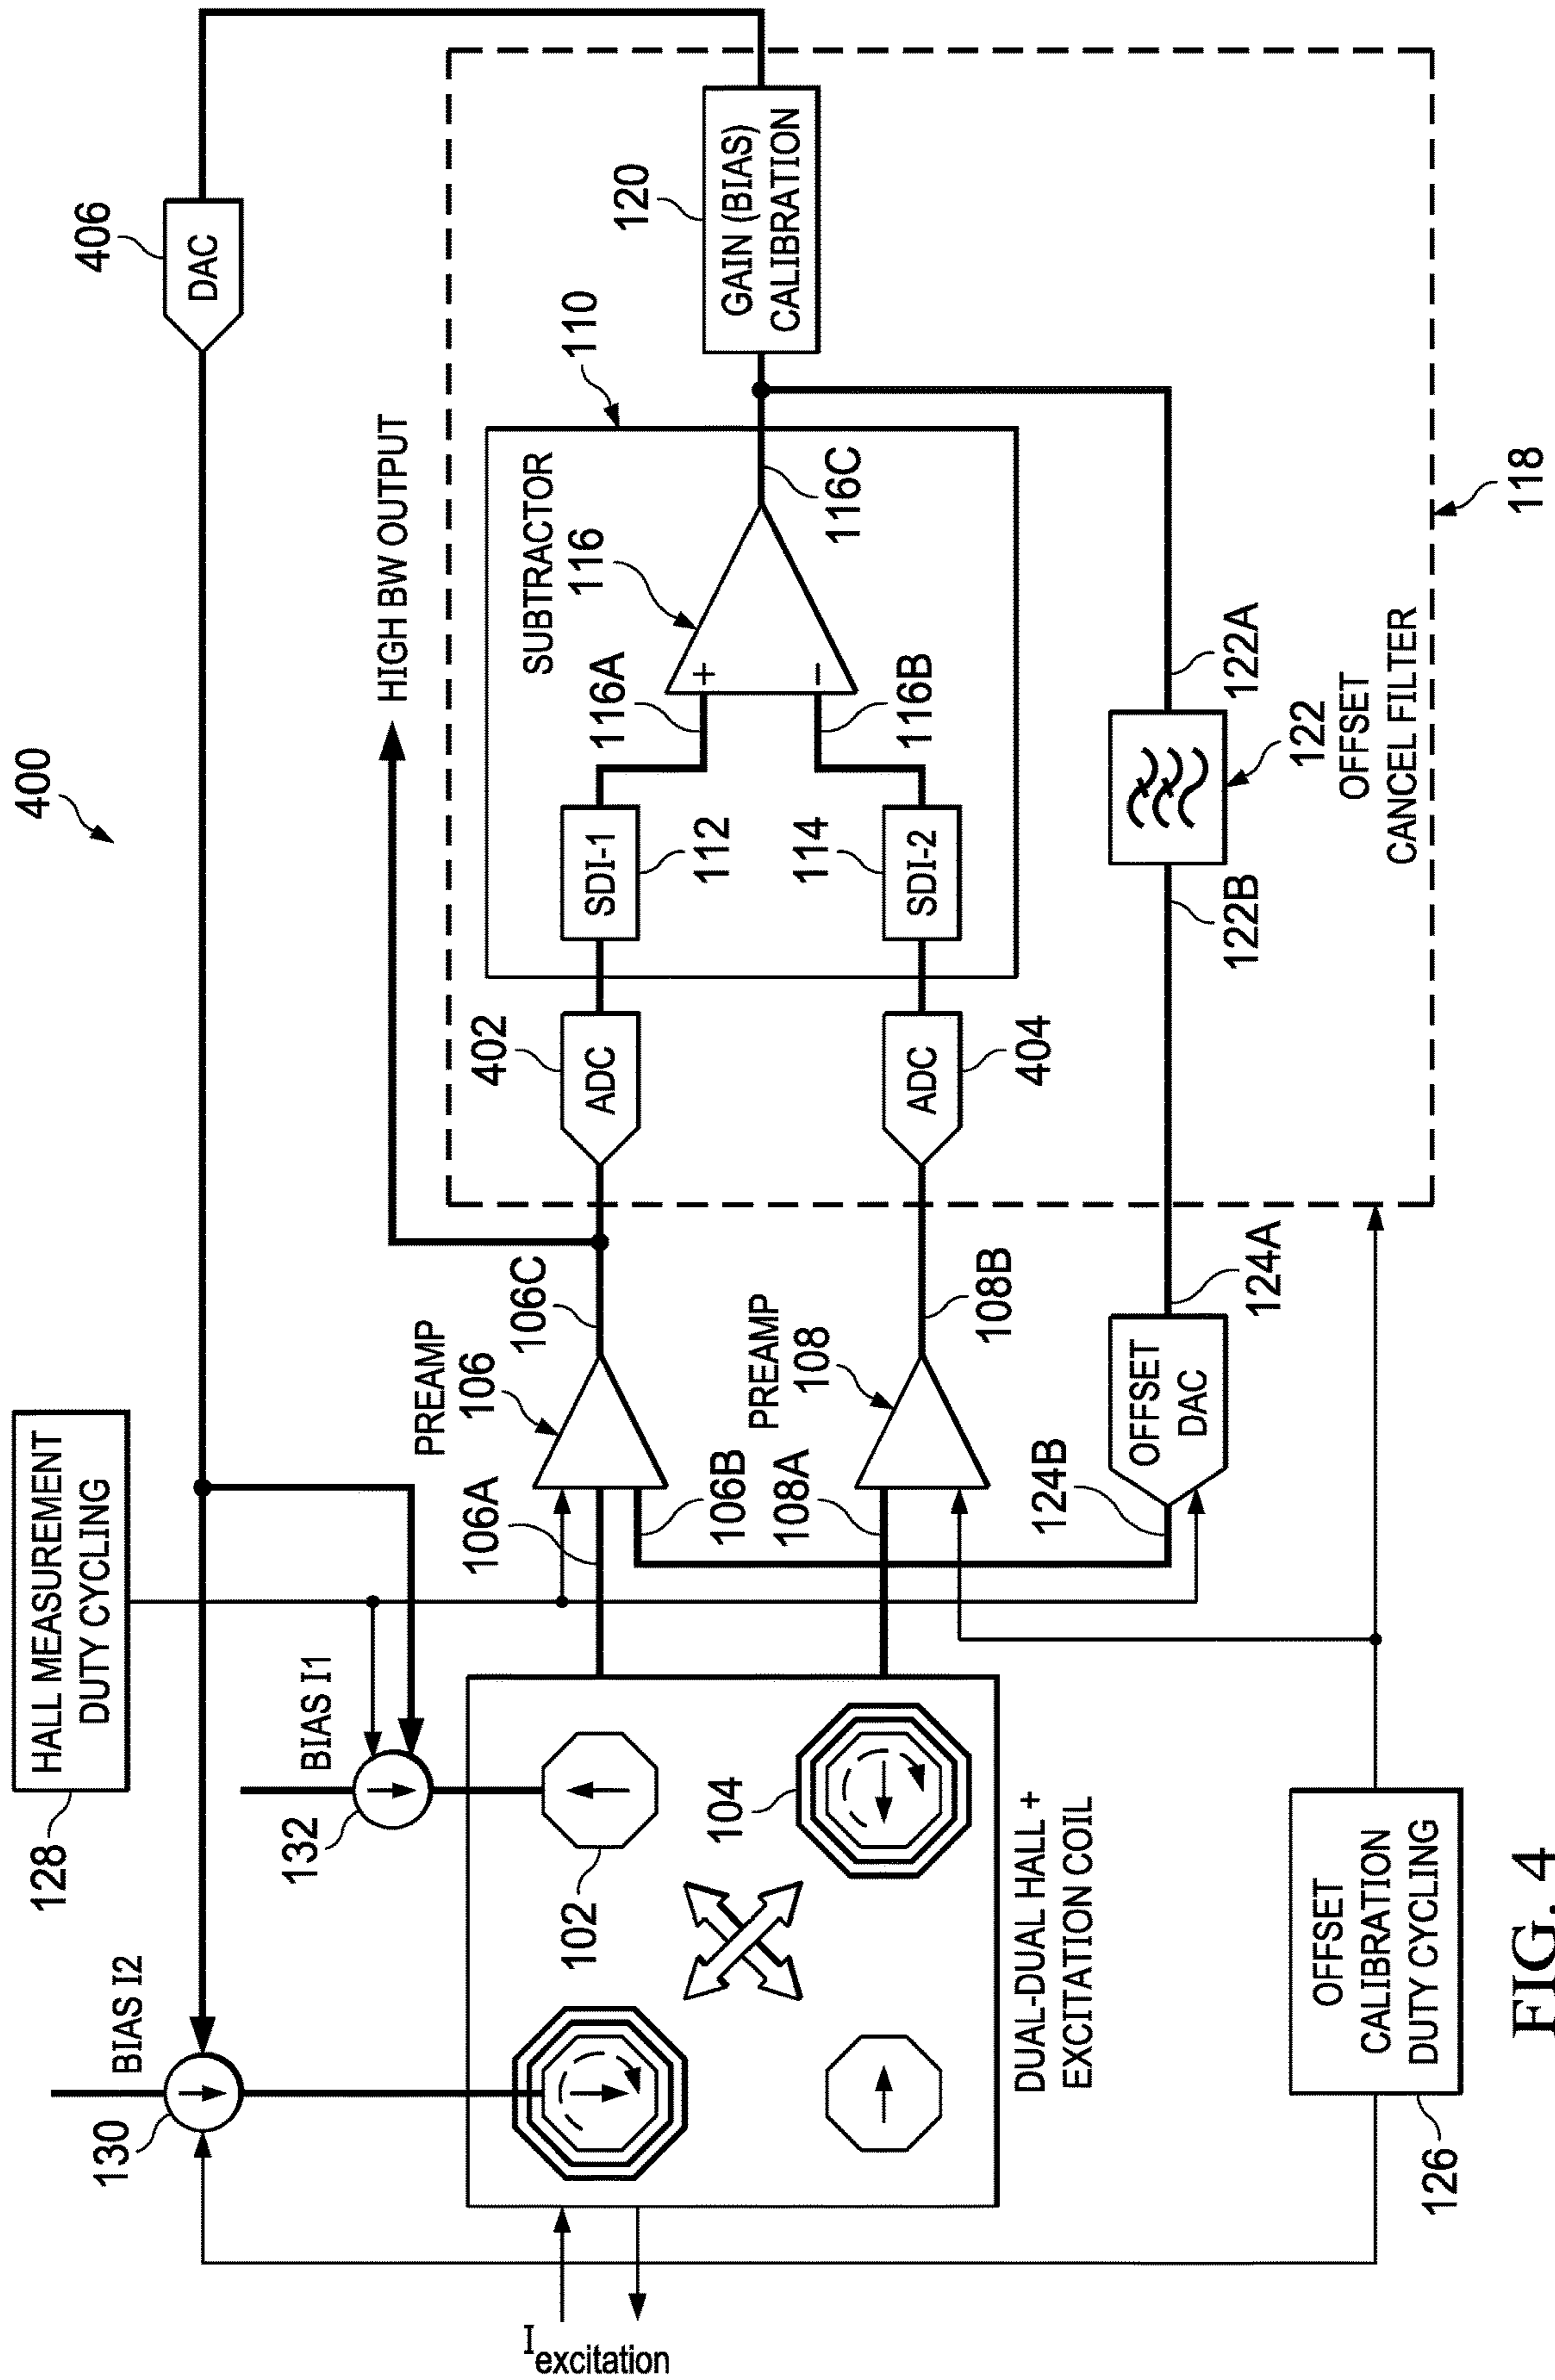 400
406
DAC
HALL MEASUREMENT
DUTY CYCLING
128
BIAS I2
130
BIAS I1
132
HIGH BW OUTPUT
PREAMP
106
106A
106B
106C
PREAMP
108
108A
108B
402
ADC
404
ADC
SUBTRACTOR
110
SDI-1
112
SDI-2
114
116
116A
116B
116C
+
−
GAIN (BIAS)
CALIBRATION
120
122A
122
122B
OFFSET
CANCEL FILTER
118
124A
OFFSET
DAC
124B
102
104
DUAL-DUAL HALL +
EXCITATION COIL
Iexcitation
OFFSET
CALIBRATION
DUTY CYCLING
126
FIG. 4